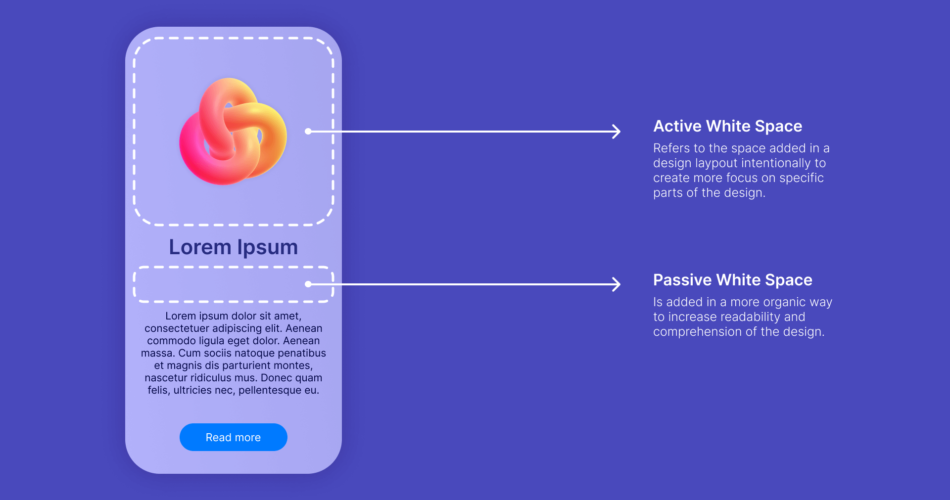 Lorem Ipsum
Lorem ipsum dolor sit amet,
consectetuer adipiscing elit. Aenean
commodo ligula eget dolor. Aenean
massa. Cum sociis natoque penatibus
et magnis dis parturient montes,
nascetur ridiculus mus. Donec quam
felis, ultricies nec, pellentesque eu.
Read more
Active White Space
Refers to the space added in a
design laypout intentionally to
create more focus on specific
parts of the design.
Passive White Space
Is added in a more organic way
to increase readability and
comprehension of the design.